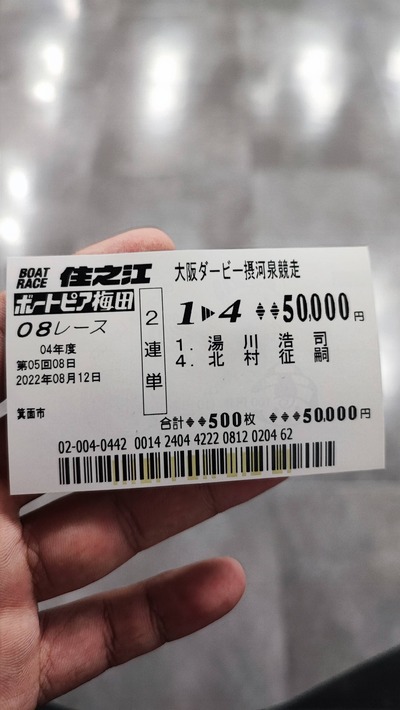 BOAT RACE 住之江 大阪ダービー摂河泉競走
ボートピア梅田
08レース
04年度
第05回08日
2022年08月12日
箕面市
2連単
1▶4 ♦♦50,000円
1. 湯川浩司
4. 北村征嗣
合計♦♦500枚 ♦♦♦50,000円
02-004-0442 0014 2404 4222 0812 0204 62